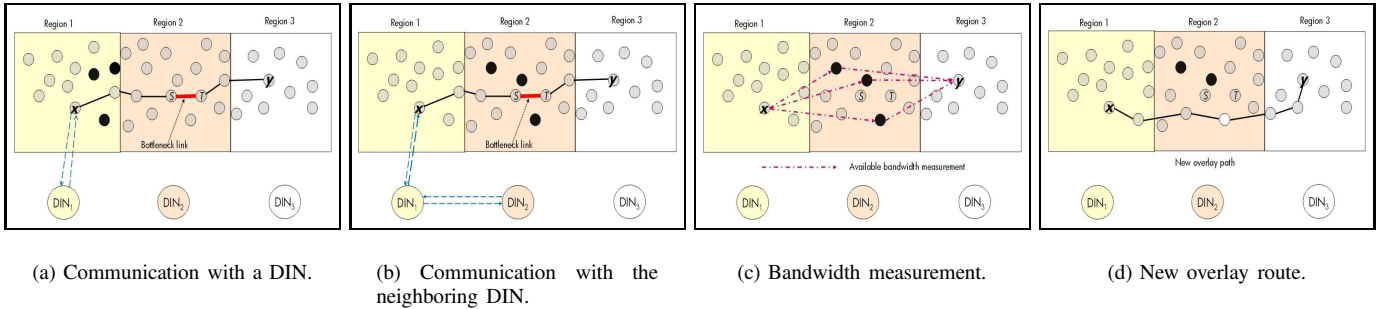 Region 1 Region 2 Region 3
x S T y
Bottleneck link
DIN1 DIN2 DIN3
(a) Communication with a DIN.
Region 1 Region 2 Region 3
x S T y
Bottleneck link
DIN1 DIN2 DIN3
(b) Communication with the
neighboring DIN.
Region 1 Region 2 Region 3
x S T y
Available bandwidth measurement
DIN1 DIN2 DIN3
(c) Bandwidth measurement.
Region 1 Region 2 Region 3
x S T y
New overlay path
DIN1 DIN2 DIN3
(d) New overlay route.